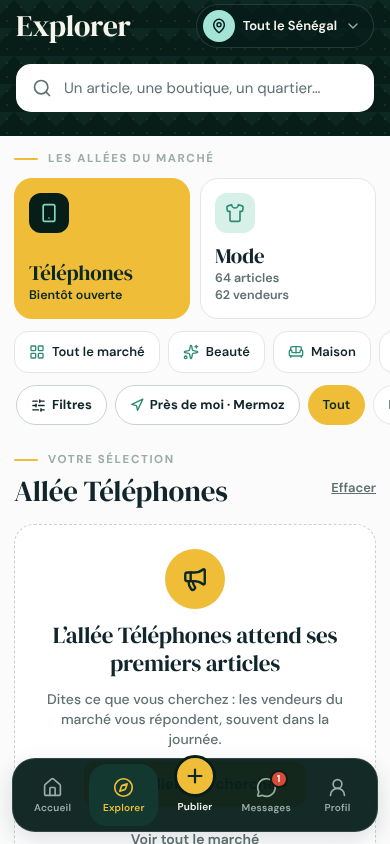 Explorer
Tout le Sénégal
Un article, une boutique, un quartier...
LES ALLÉES DU MARCHÉ
Téléphones
Bientôt ouverte
Mode
64 articles
62 vendeurs
Tout le marché
Beauté
Maison
Filtres
Près de moi · Mermoz
Tout
VOTRE SÉLECTION
Allée Téléphones
Effacer
L'allée Téléphones attend ses
premiers articles
Dites ce que vous cherchez : les vendeurs du
marché vous répondent, souvent dans la
journée.
Accueil
Explorer
Publier
1
Messages
Profil
Voir tout le marché